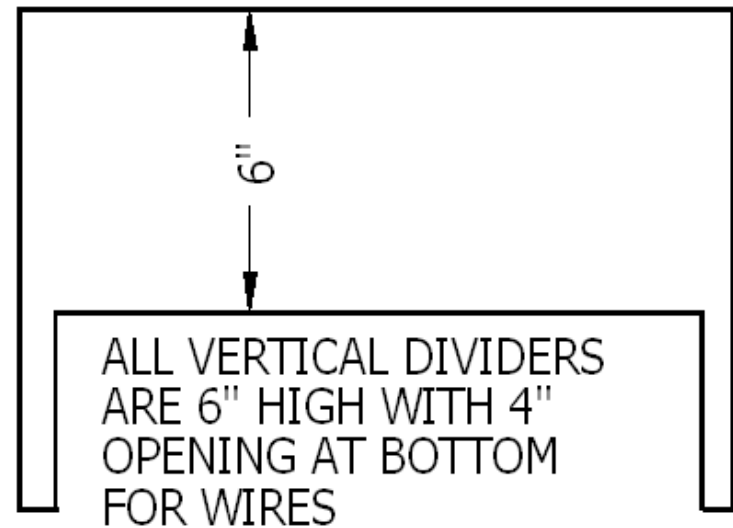 6"
ALL VERTICAL DIVIDERS
ARE 6" HIGH WITH 4"
OPENING AT BOTTOM
FOR WIRES